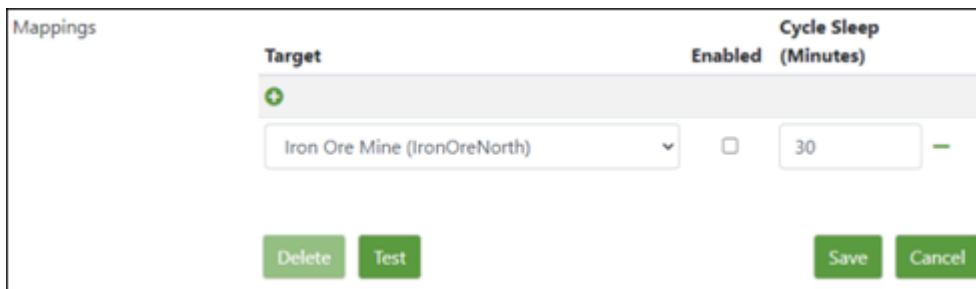 Mappings
Cycle Sleep
Target Enabled (Minutes)
Iron Ore Mine (IronOreNorth) 30
Delete Test Save Cancel